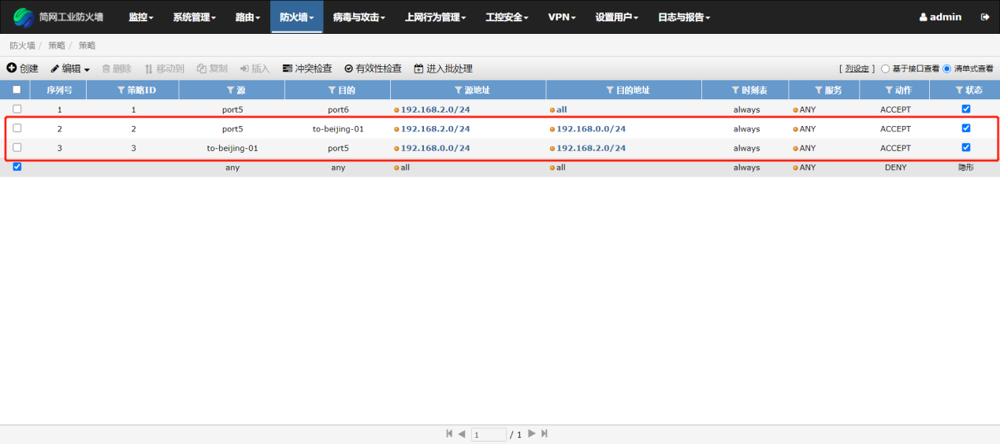 简网工业防火墙 监控 系统管理 路由 防火墙 病毒与攻击 上网行为管理 工控安全 VPN 设置用户 日志与报告 admin
防火墙 / 策略 / 策略
创建 编辑 删除 移动到 复制 插入 冲突检查 有效性检查 进入批处理 [ 列设定 ] 基于接口查看 清单式查看
序列号 策略ID 源 目的 源地址 目的地址 时刻表 服务 动作 状态
1 1 port5 port6 192.168.2.0/24 all always ANY ACCEPT
2 2 port5 to-beijing-01 192.168.2.0/24 192.168.0.0/24 always ANY ACCEPT
3 3 to-beijing-01 port5 192.168.0.0/24 192.168.2.0/24 always ANY ACCEPT
any any all all always ANY DENY 隐形
1 / 1